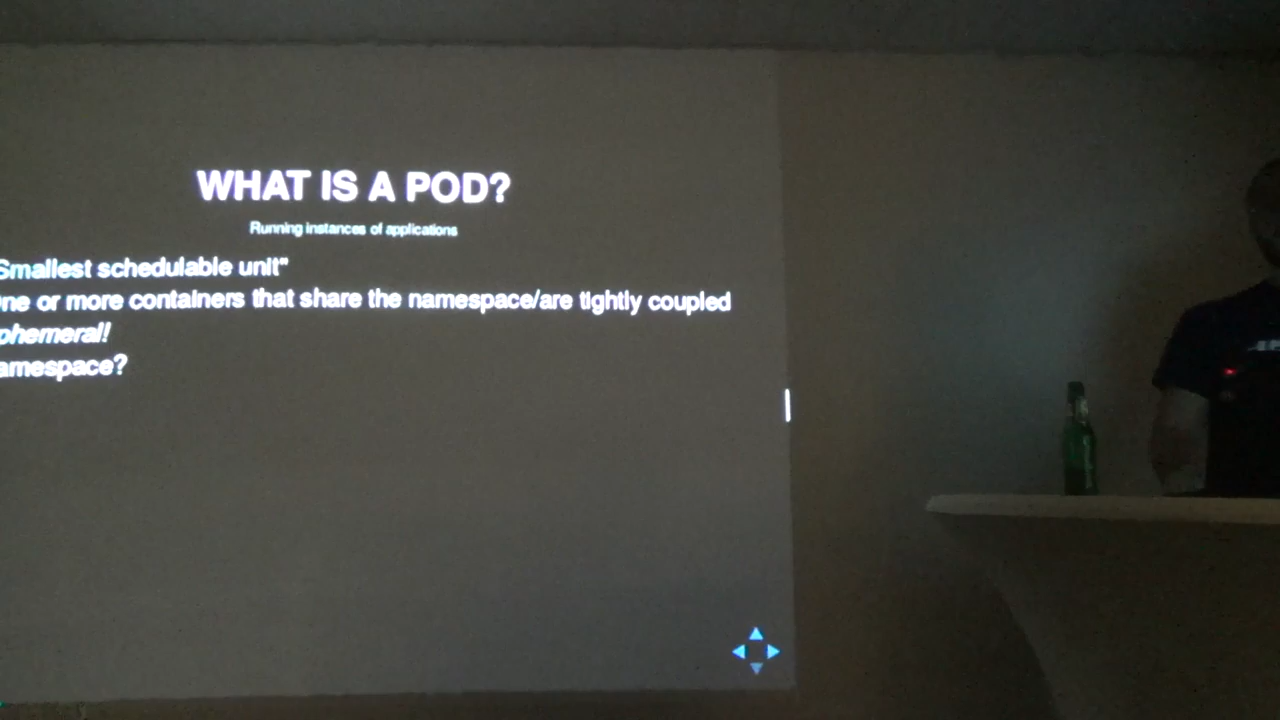 WHAT IS A POD?
Running instances of applications
Smallest schedulable unit"
ne or more containers that share the namespace/are tightly coupled
phemeral!
amespace?